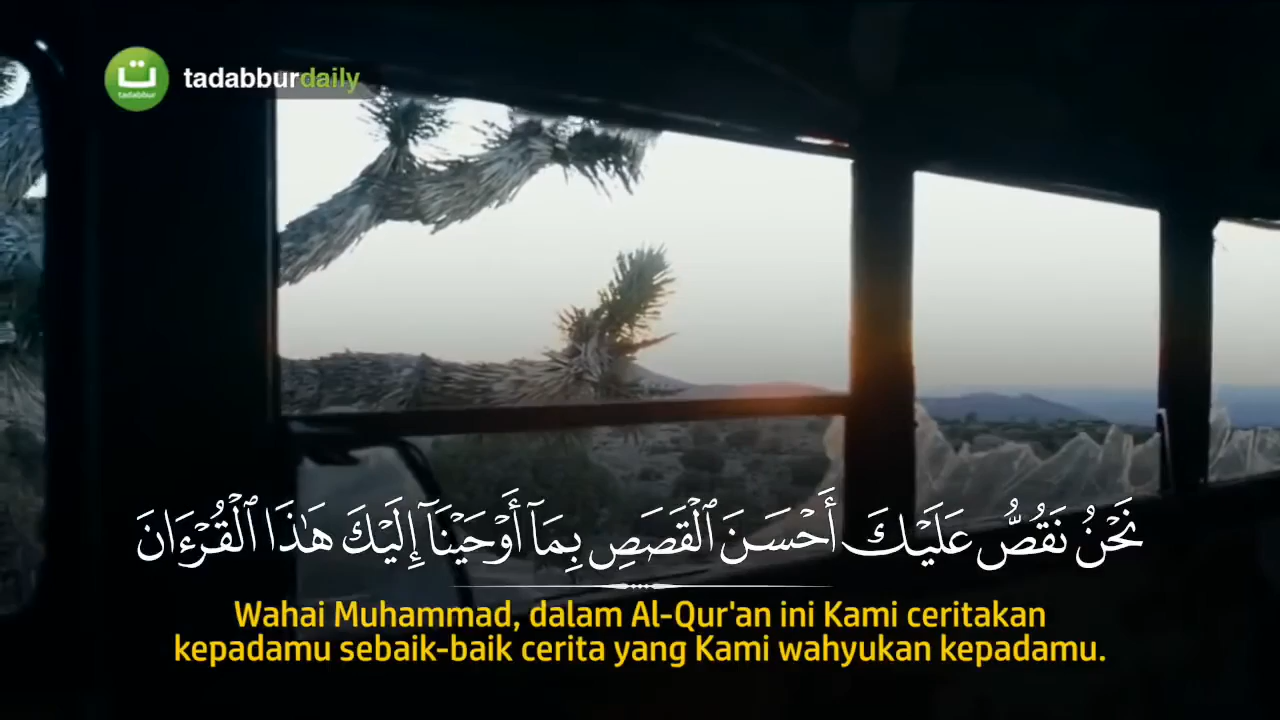 ت
tadabbur
tadabburdaily
نَحْنُ نَقُصُّ عَلَيْكَ أَحْسَنَ ٱلْقَصَصِ بِمَآ أَوْحَيْنَآ إِلَيْكَ هَٰذَا ٱلْقُرْءَانَ
Wahai Muhammad, dalam Al-Qur'an ini Kami ceritakan
kepadamu sebaik-baik cerita yang Kami wahyukan kepadamu.